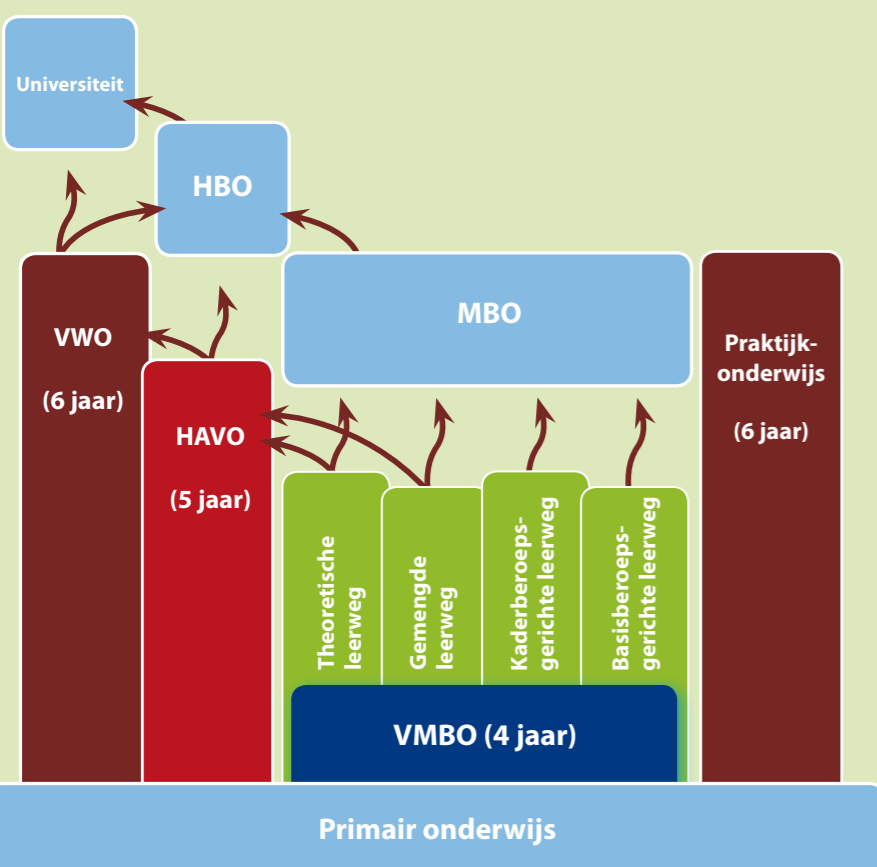 Universiteit
HBO
MBO
VWO
(6 jaar)
HAVO
(5 jaar)
Praktijk-
onderwijs
(6 jaar)
Theoretische
leerweg
Gemengde
leerweg
Kaderberoeps-
gerichte leerweg
Basisberoeps-
gerichte leerweg
VMBO (4 jaar)
Primair onderwijs